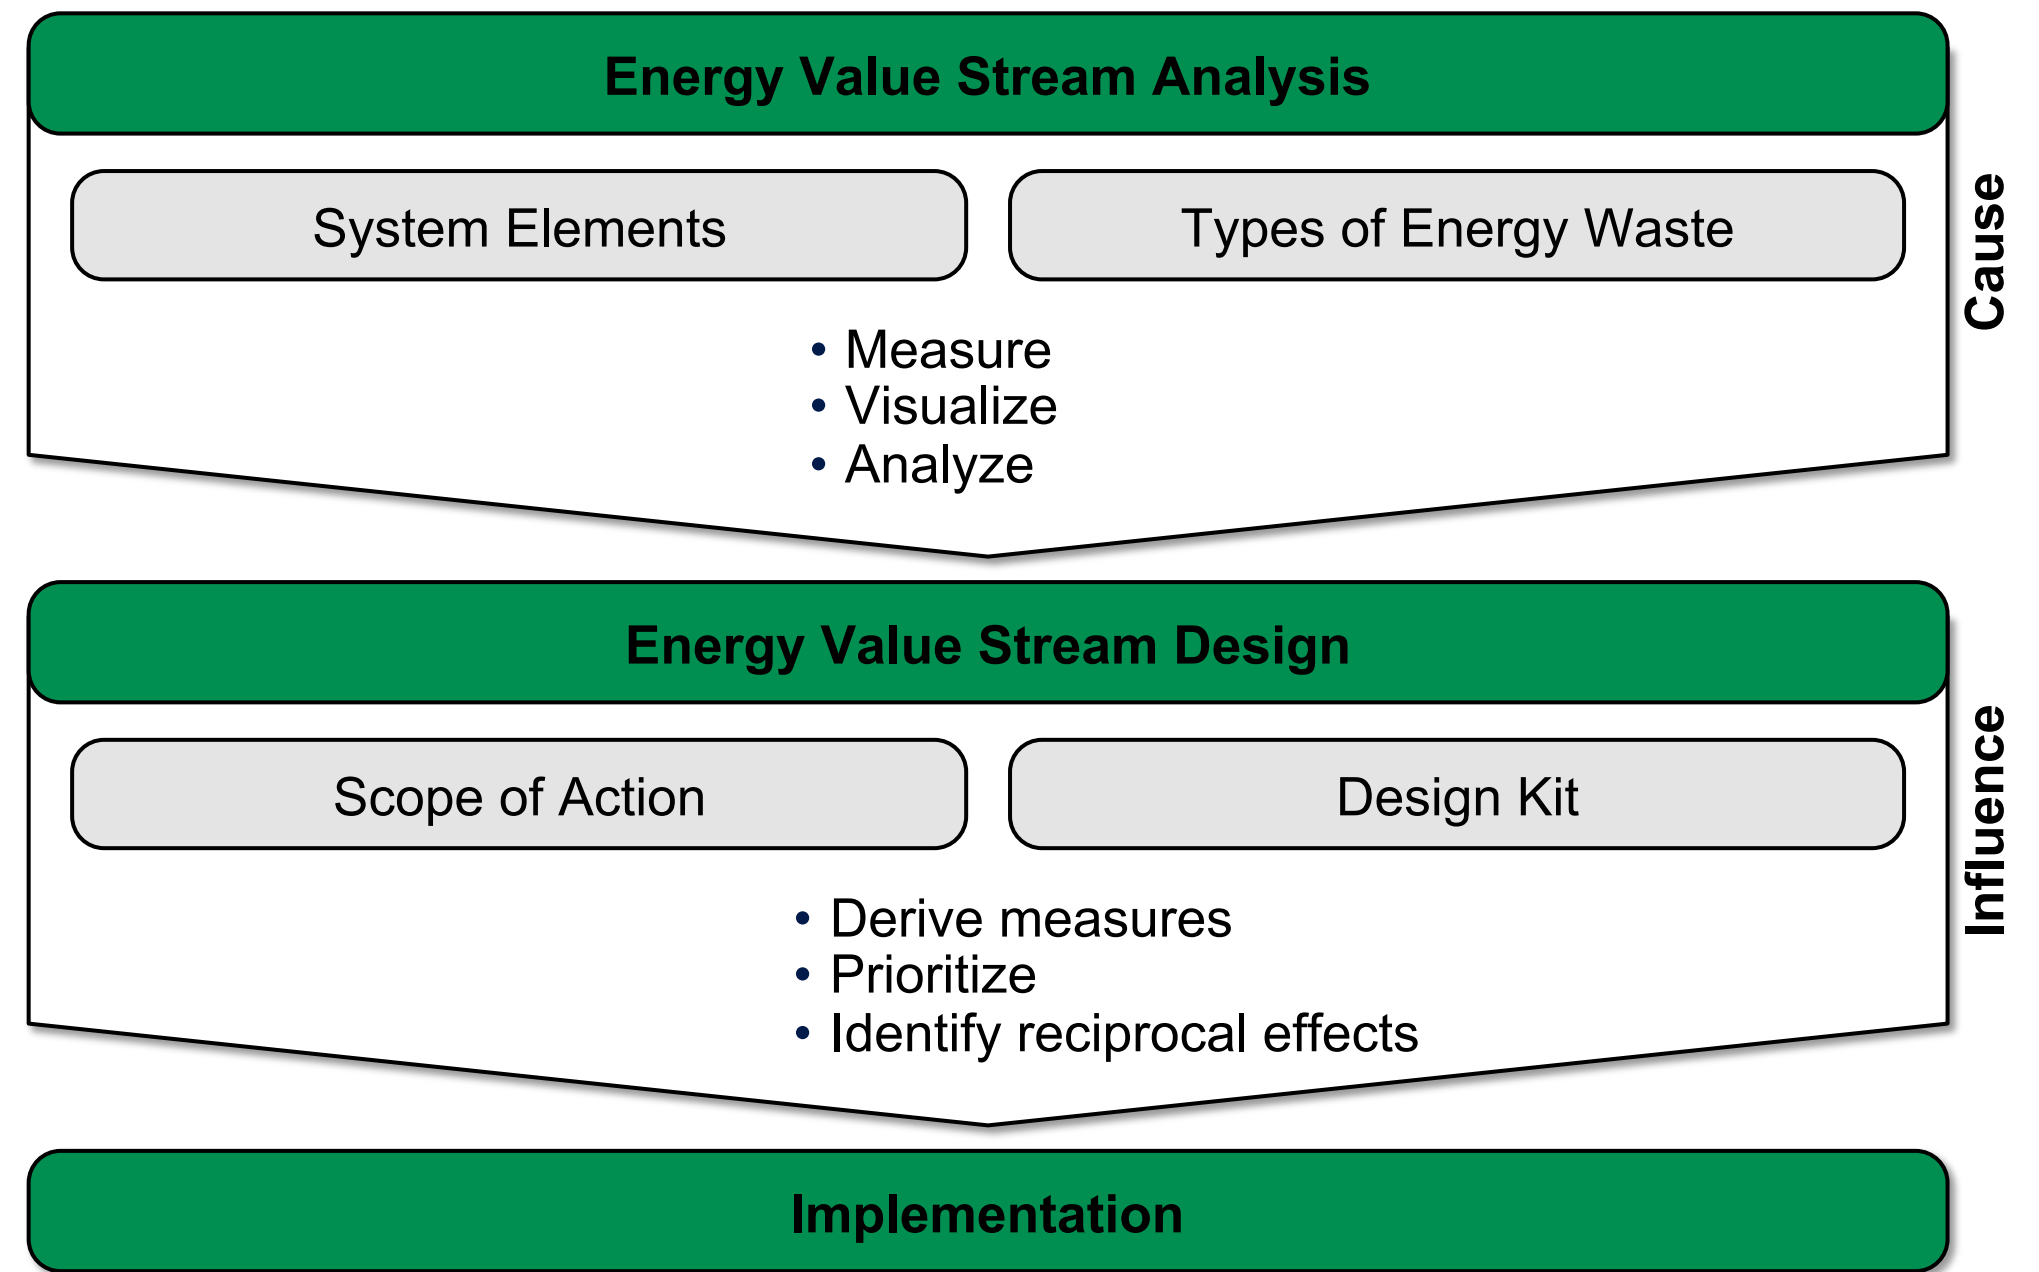 Energy Value Stream Analysis
System Elements
Types of Energy Waste
Cause
• Measure
• Visualize
• Analyze
Energy Value Stream Design
Scope of Action
Design Kit
Influence
• Derive measures
• Prioritize
• Identify reciprocal effects
Implementation